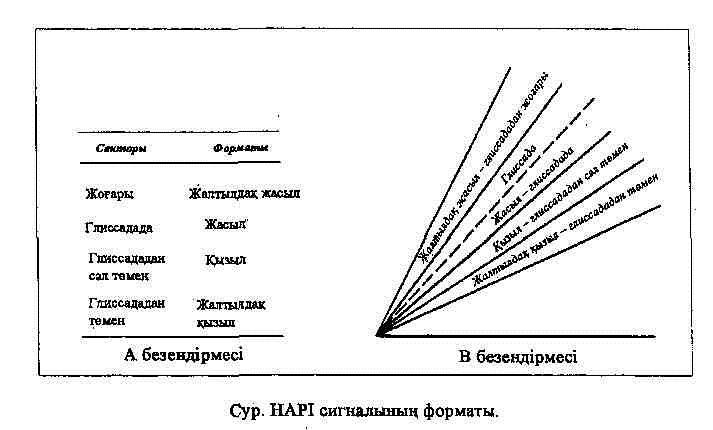 Секторы Форматы
Жоғары Жалтылдақ жасыл
Глиссадада Жасыл
Глиссададан Қызыл
сәл төмен
Глиссададан Жалтылдақ
төмен қызыл
А безендірмесі
Жалтылдақ жасыл – глиссададан жоғары
Глиссада
Жасыл – глиссадада
Қызыл – глиссададан сәл төмен
Жалтылдақ қызыл – глиссададан төмен
В безендірмесі
Сур. HAPI сигналының форматы.